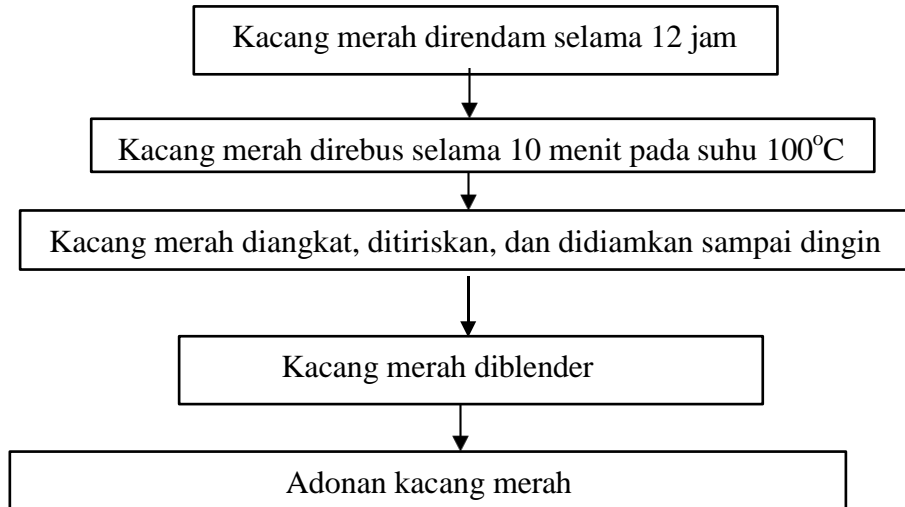 Kacang merah direndam selama 12 jam
Kacang merah direbus selama 10 menit pada suhu 100°C
Kacang merah diangkat, ditiriskan, dan didiamkan sampai dingin
Kacang merah diblender
Adonan kacang merah